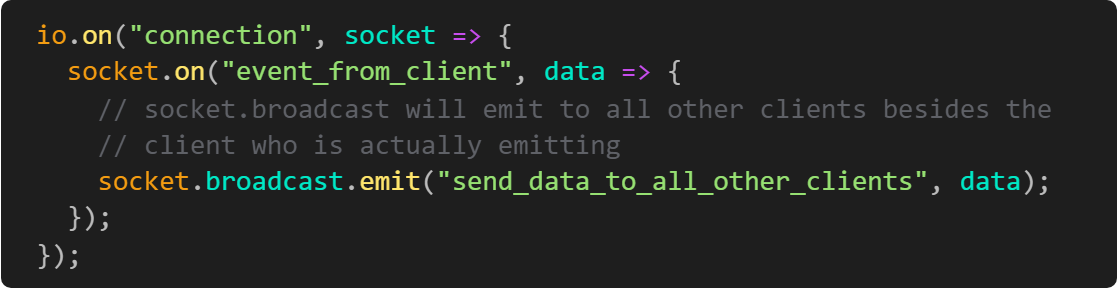 io.on("connection", socket => {
  socket.on("event_from_client", data => {
    // socket.broadcast will emit to all other clients besides the
    // client who is actually emitting
    socket.broadcast.emit("send_data_to_all_other_clients", data);
  });
});